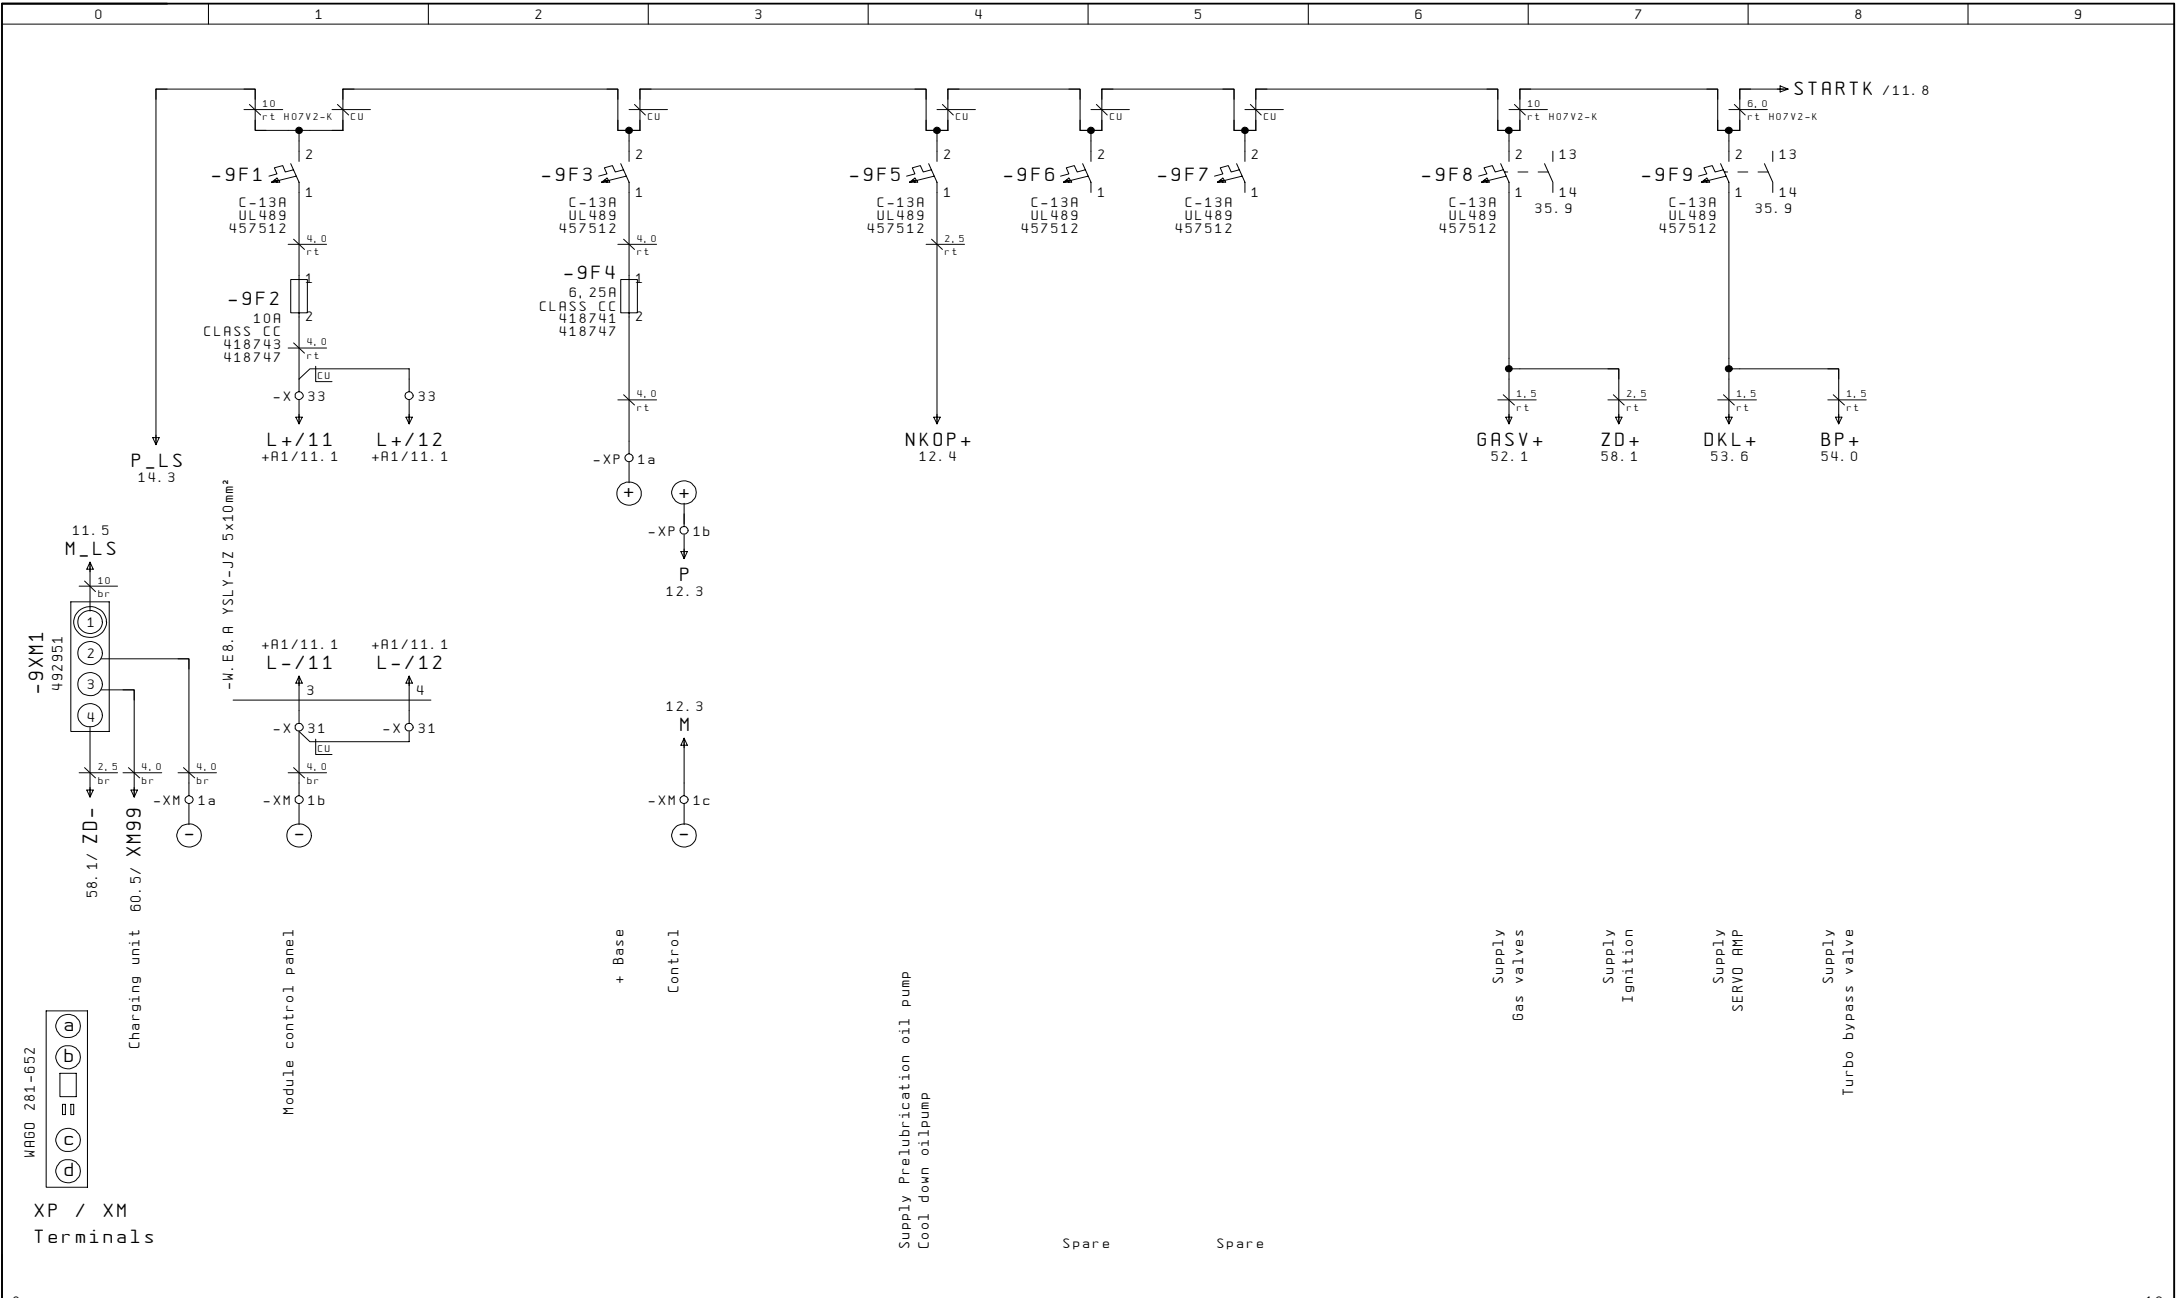 0 1 2 3 4 5 6 7 8 9
STARTK /11.8
10
rt H07V2-K
CU
CU
CU
CU
CU
10
rt H07V2-K
6,0
rt H07V2-K
-9F1
2
1
C-13A
UL489
457512
4,0
rt
-9F2
1
2
10A
CLASS CC
418743
418747
4,0
rt
CU
-X 33
33
L+/11
+A1/11.1
L+/12
+A1/11.1
P_LS
14.3
-9F3
2
1
C-13A
UL489
457512
4,0
rt
-9F4
1
2
6,25A
CLASS CC
418741
418747
4,0
rt
-XP 1a
+
+
-XP 1b
P
12.3
-9F5
2
1
C-13A
UL489
457512
2,5
rt
NKOP+
12.4
-9F6
2
1
C-13A
UL489
457512
-9F7
2
1
C-13A
UL489
457512
-9F8
2
1
13
14
35.9
C-13A
UL489
457512
1,5
rt
GASV+
52.1
2,5
rt
ZD+
58.1
-9F9
2
1
13
14
35.9
C-13A
UL489
457512
1,5
rt
DKL+
53.6
1,5
rt
BP+
54.0
11.5
M_LS
10
br
-9XM1
492951
1
2
3
4
2,5
br
4,0
br
4,0
br
-XM 1a
-
58.1/ ZD-
Charging unit 60.5/ XM99
-W.E8.A YSLY-JZ 5x10mm²
+A1/11.1
L-/11
+A1/11.1
L-/12
3
4
-X 31
-X 31
CU
4,0
br
-XM 1b
-
12.3
M
-XM 1c
-
Module control panel
+ Base
Control
Supply Prelubrication oil pump
Cool down oilpump
Spare
Spare
Supply
Gas valves
Supply
Ignition
Supply
SERVO AMP
Supply
Turbo bypass valve
WAGO 281-652
a
b
c
d
XP / XM
Terminals